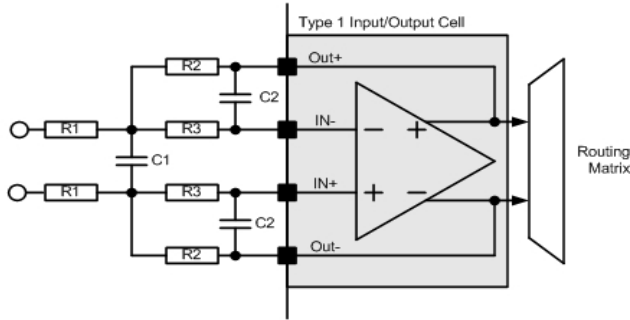 Type 1 Input/Output Cell
R2
Out+
C2
R1
R3
IN-
C1
Routing
Matrix
R1
R3
IN+
C2
R2
Out-